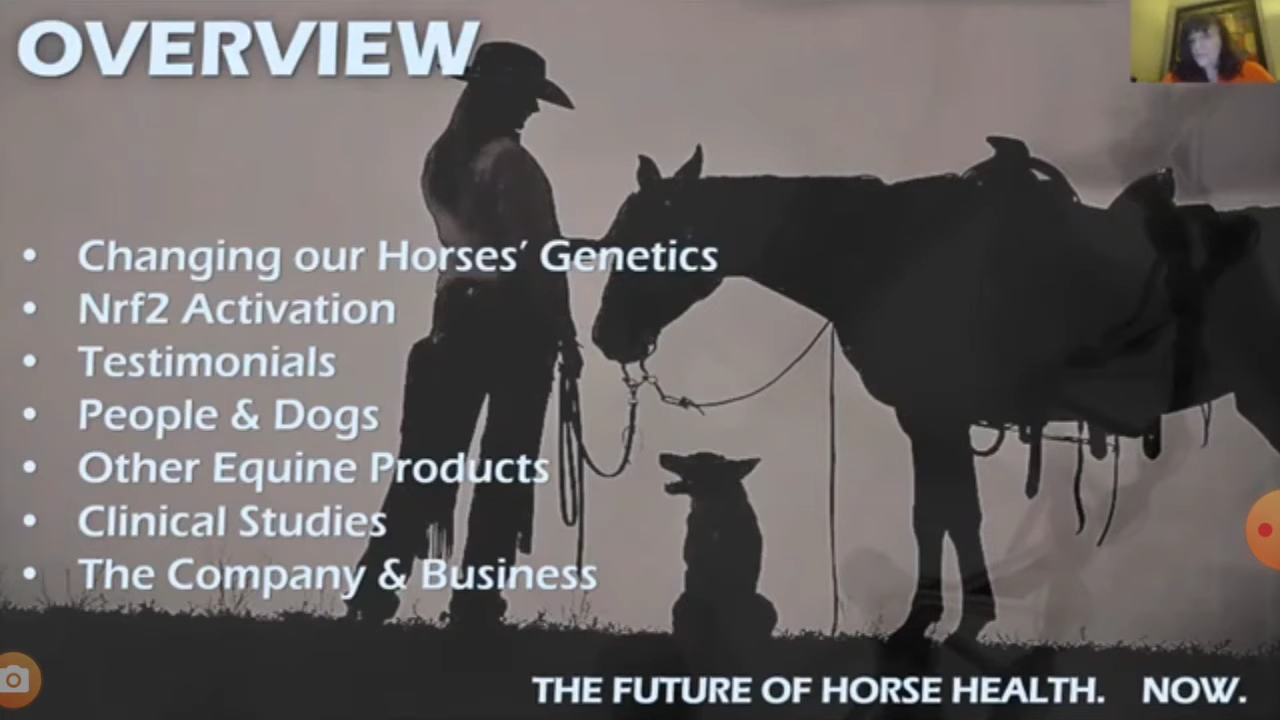 OVERVIEW
• Changing our Horses’ Genetics
• Nrf2 Activation
• Testimonials
• People & Dogs
• Other Equine Products
• Clinical Studies
• The Company & Business
THE FUTURE OF HORSE HEALTH. NOW.